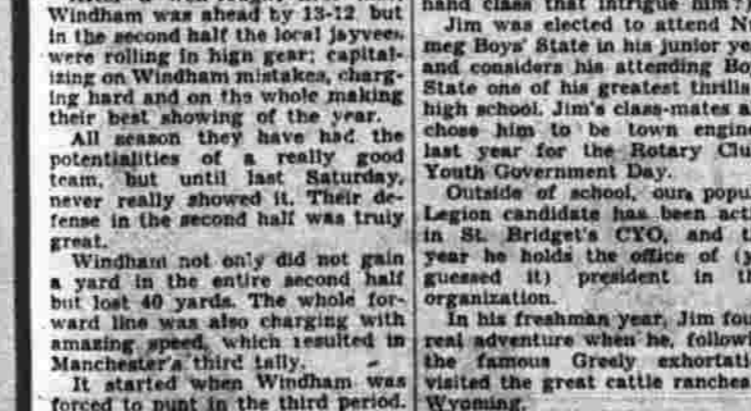 Windham was ahead by 13-12 but
in the second half the local jayvees
were rolling in hign gear; capital-
izing on Windham mistakes, charg-
ing hard and on the whole making
their best showing of the year.
All season they have had the
potentialities of a really good
team, but until last Saturday,
never really showed it. Their de-
fense in the second half was truly
great.
Windham not only did not gain
a yard in the entire second half
but lost 40 yards. The whole for-
ward line was also charging with
amazing speed, which resulted in
Manchester's third tally.
It started when Windham was
forced to punt in the third period.
hand class that intrigue him?)
Jim was elected to attend N
meg Boys' State in his junior ye
and considers his attending Bo
State one of his greatest thrills
high school. Jim's class-mates a
chose him to be town engin
last year for the Rotary Clu
Youth Government Day.
Outside of school, our popu
Legion candidate has been act
in St. Bridget's CYO, and t
year he holds the office of (y
guessed it) president in t
organization.
In his freshman year, Jim fou
real adventure when he, followi
the famous Greely exhortati
visited the great cattle ranches
Wyoming.